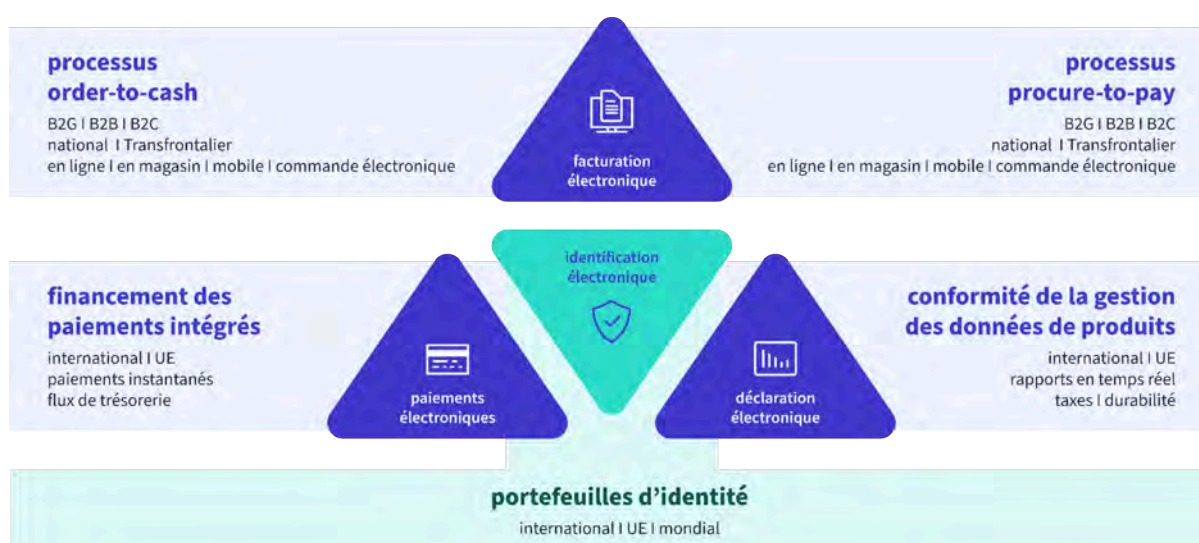 processus
order-to-cash
B2G I B2B I B2C
national I Transfrontalier
en ligne I en magasin I mobile I commande électronique
facturation
électronique
processus
procure-to-pay
B2G I B2B I B2C
national I Transfrontalier
en ligne I en magasin I mobile I commande électronique
identification
électronique
financement des
paiements intégrés
international I UE
paiements instantanés
flux de trésorerie
paiements
électroniques
déclaration
électronique
conformité de la gestion
des données de produits
international I UE
rapports en temps réel
taxes I durabilité
portefeuilles d'identité
international I UE I mondial